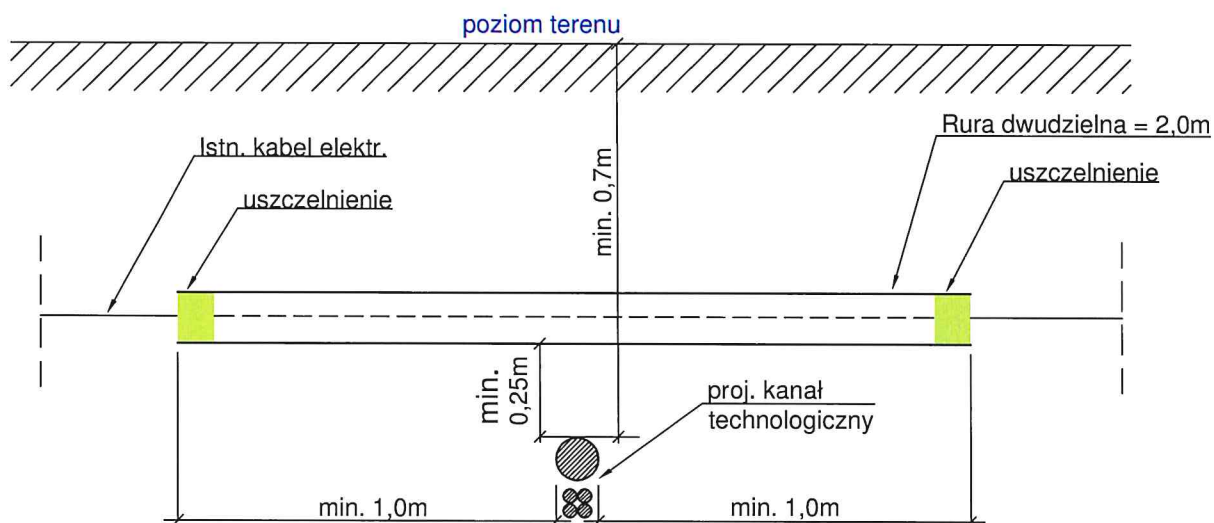 poziom terenu
Istn. kabel elektr.
uszczelnienie
min. 0,7m
Rura dwudzielna = 2,0m
uszczelnienie
min.
0,25m
proj. kanał
technologiczny
min. 1,0m
min. 1,0m